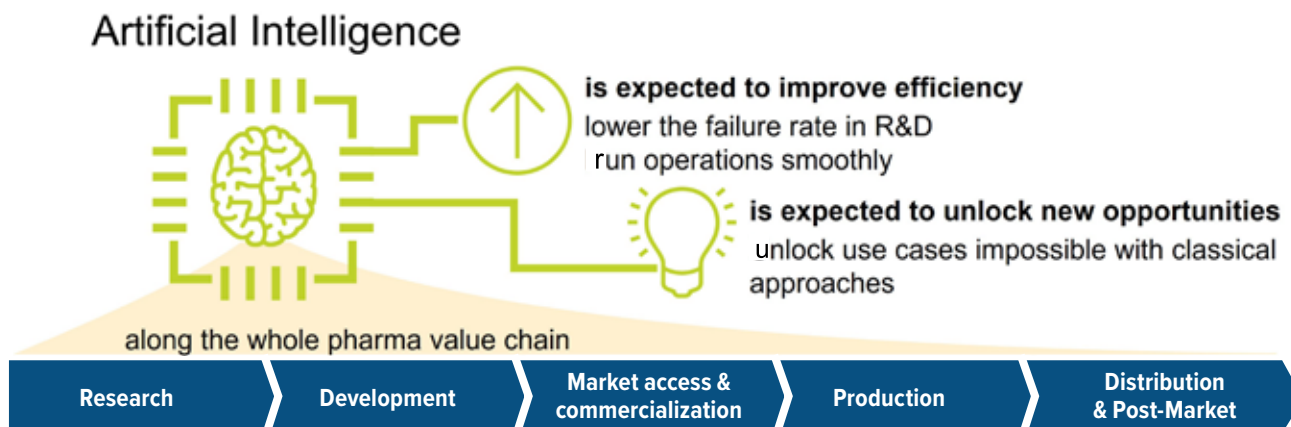 Artificial Intelligence
is expected to improve efficiency
lower the failure rate in R&D
run operations smoothly
is expected to unlock new opportunities
unlock use cases impossible with classical
approaches
along the whole pharma value chain
Research
Development
Market access &
commercialization
Production
Distribution
& Post-Market